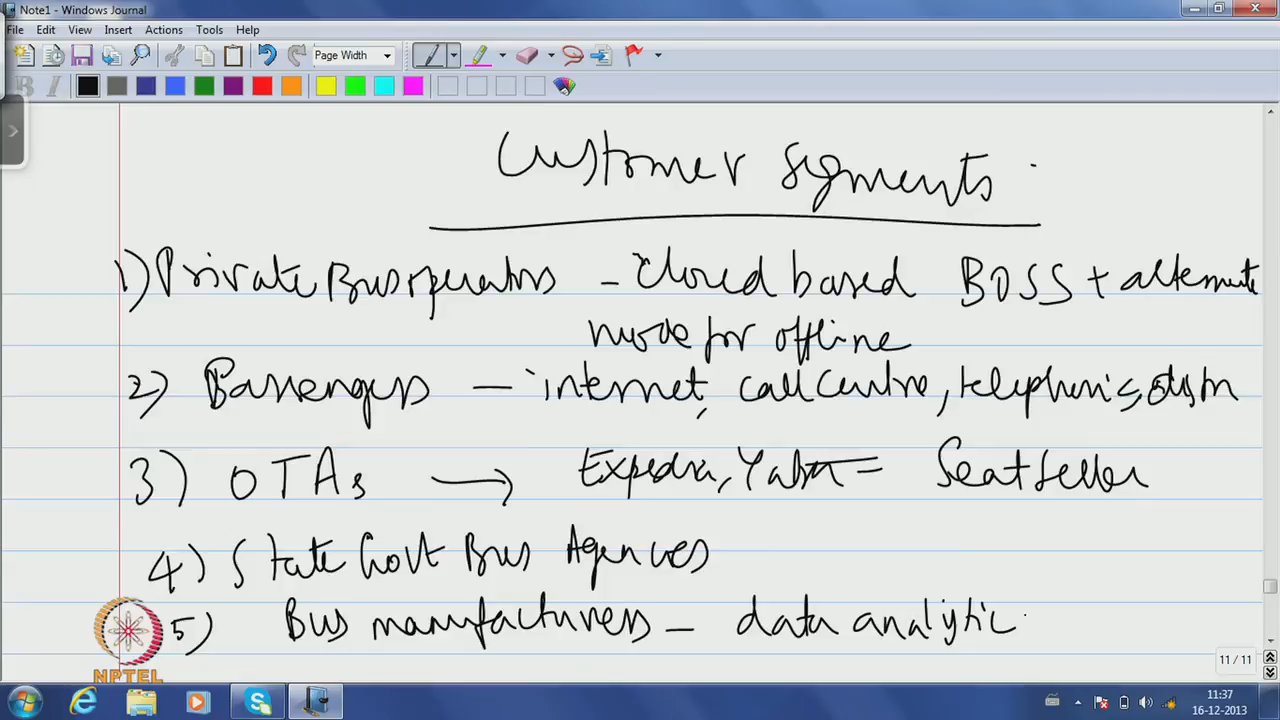 Note1 - Windows Journal
File Edit View Insert Actions Tools Help
Page Width
B I
Customer Segments
1) Private Bus operators - cloud based BOSS + alternate
mode for offline
2) Passengers - internet, call centre, telephonic,
3) OTAs → Expedia, Yatra = Seat Seller
4) State Govt Bus Agencies
5) Bus manufacturers - data analytic
NPTEL
11 / 11
11:37
16-12-2013